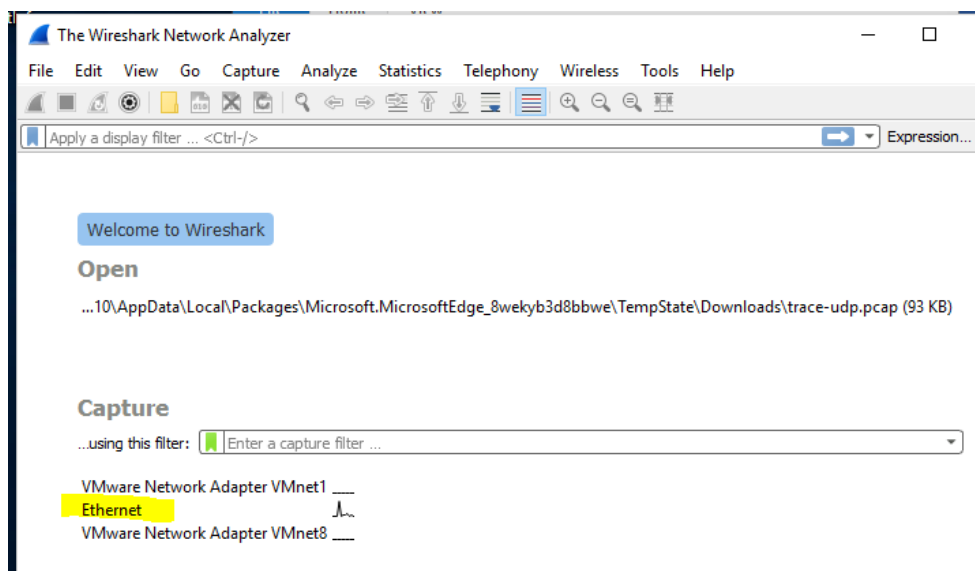 The Wireshark Network Analyzer
File Edit View Go Capture Analyze Statistics Telephony Wireless Tools Help
Apply a display filter ... <Ctrl-/> Expression...
Welcome to Wireshark
Open
...10\AppData\Local\Packages\Microsoft.MicrosoftEdge_8wekyb3d8bbwe\TempState\Downloads\trace-udp.pcap (93 KB)
Capture
...using this filter: Enter a capture filter ...
VMware Network Adapter VMnet1
Ethernet
VMware Network Adapter VMnet8